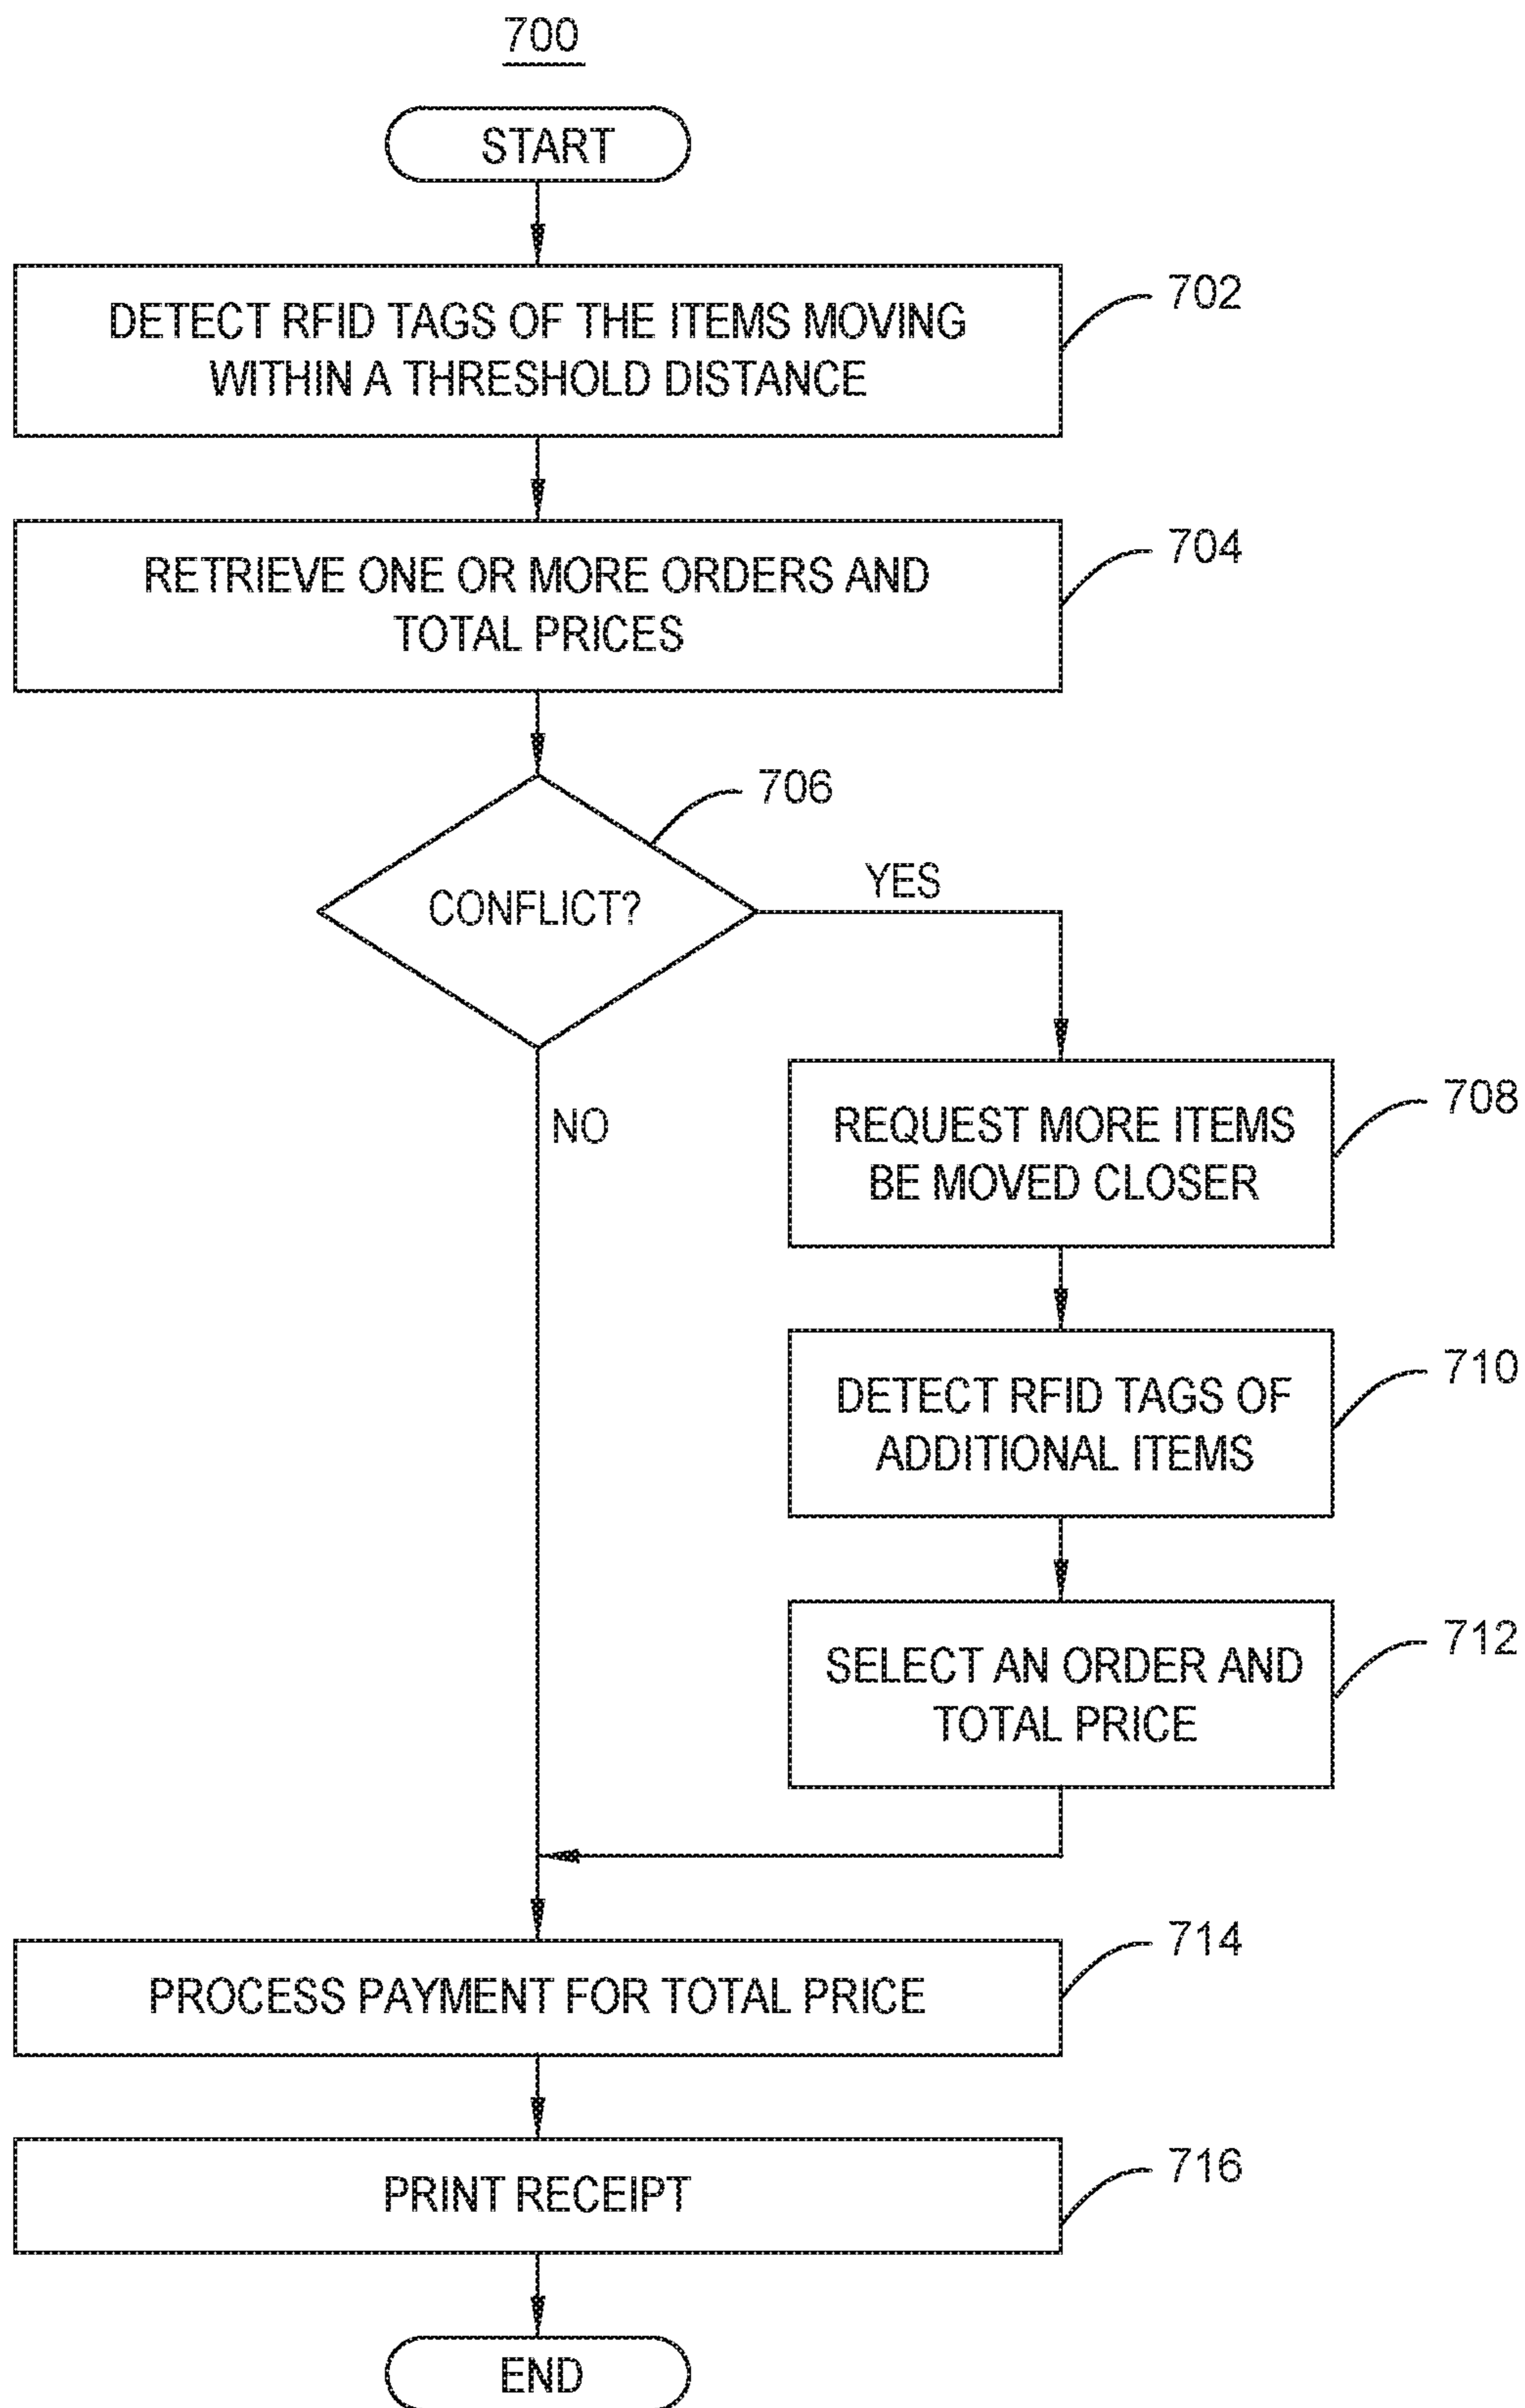 700
START
DETECT RFID TAGS OF THE ITEMS MOVING
WITHIN A THRESHOLD DISTANCE
702
RETRIEVE ONE OR MORE ORDERS AND
TOTAL PRICES
704
706
CONFLICT?
YES
NO
REQUEST MORE ITEMS
BE MOVED CLOSER
708
DETECT RFID TAGS OF
ADDITIONAL ITEMS
710
SELECT AN ORDER AND
TOTAL PRICE
712
PROCESS PAYMENT FOR TOTAL PRICE
714
PRINT RECEIPT
716
END